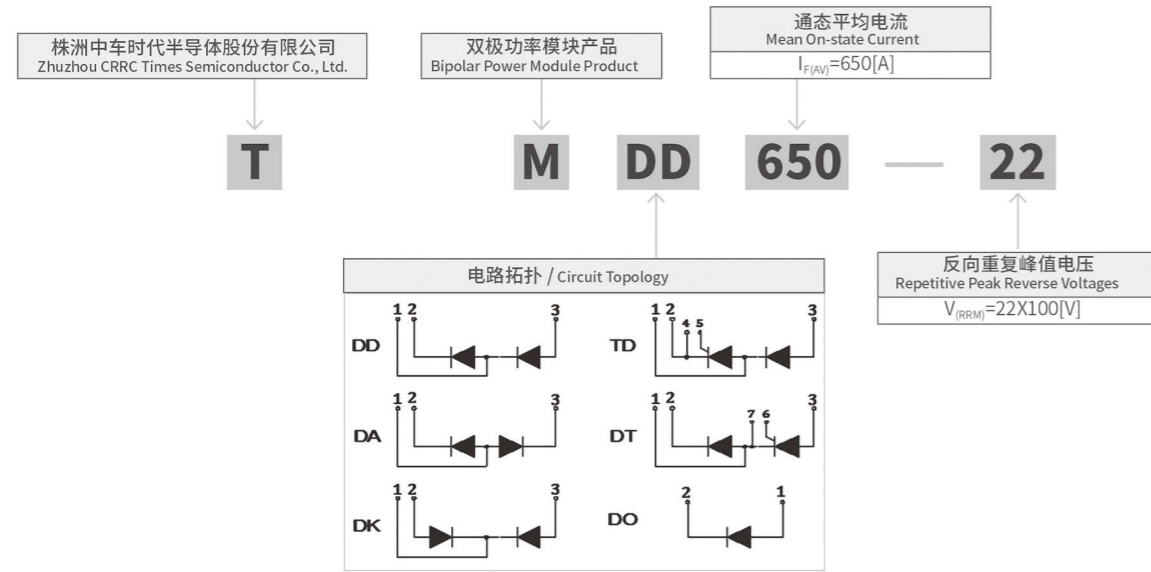 株洲中车时代半导体股份有限公司
Zhuzhou CRRC Times Semiconductor Co., Ltd.
双极功率模块产品
Bipolar Power Module Product
通态平均电流
Mean On-state Current
I_F(AV)=650[A]
T M DD 650 — 22
电路拓扑 / Circuit Topology
反向重复峰值电压
Repetitive Peak Reverse Voltages
V_(RRM)=22X100[V]
1 2 3
DD
1 2 4 5 3
TD
1 2 3
DA
1 2 7 6 3
DT
1 2 3
DK
2 1
DO